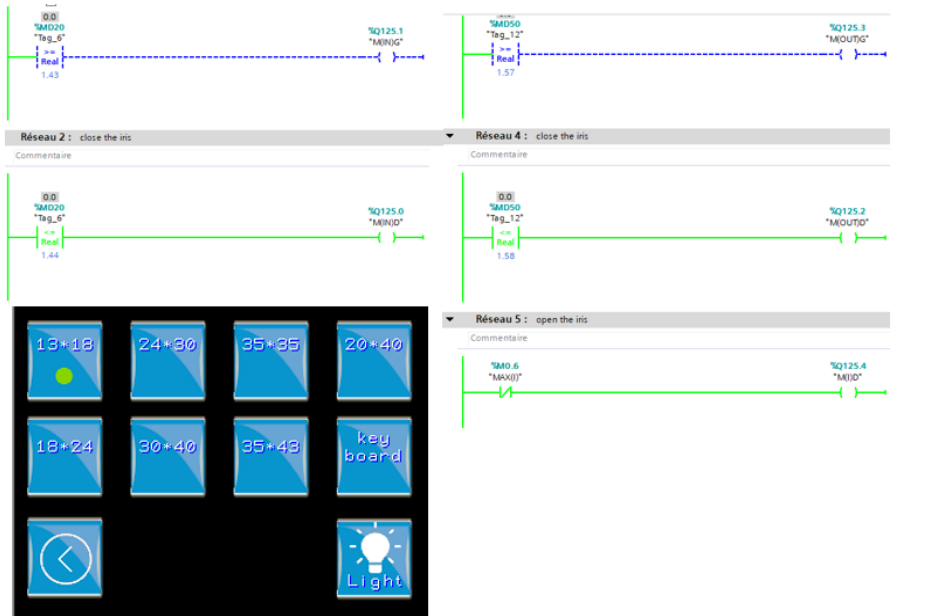 0.0
%MD20
"Tag_6"
>=
Real
1.43
%Q125.1
"M(IN)G"
%MD50
"Tag_12"
>=
Real
1.57
%Q125.3
"M(OUT)G"
Réseau 2 : close the iris
Commentaire
0.0
%MD20
"Tag_6"
<=
Real
1.44
%Q125.0
"M(IN)D"
Réseau 4 : close the iris
Commentaire
0.0
%MD50
"Tag_12"
<=
Real
1.58
%Q125.2
"M(OUT)D"
Réseau 5 : open the iris
Commentaire
%M0.6
"MAX(I)"
%Q125.4
"M(I)D"
13*18
24*30
35*35
20*40
18*24
30*40
35*43
key
board
Light